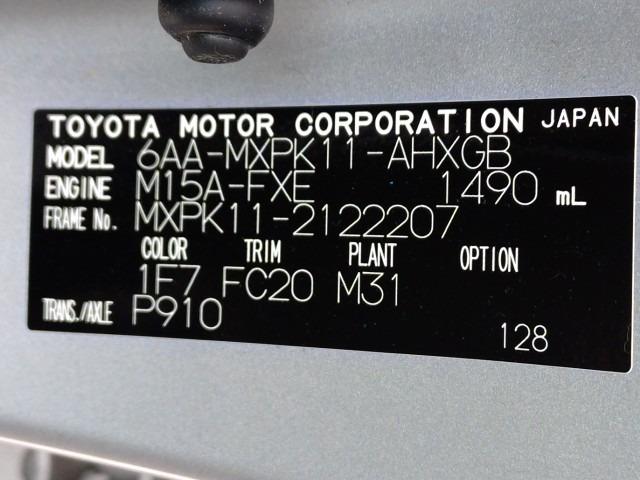 TOYOTA MOTOR CORPORATION JAPAN
MODEL 6AA-MXPK11-AHXGB
ENGINE M15A-FXE 1490 mL
FRAME No. MXPK11-2122207
COLOR TRIM PLANT OPTION
1F7 FC20 M31
TRANS./AXLE P910
128